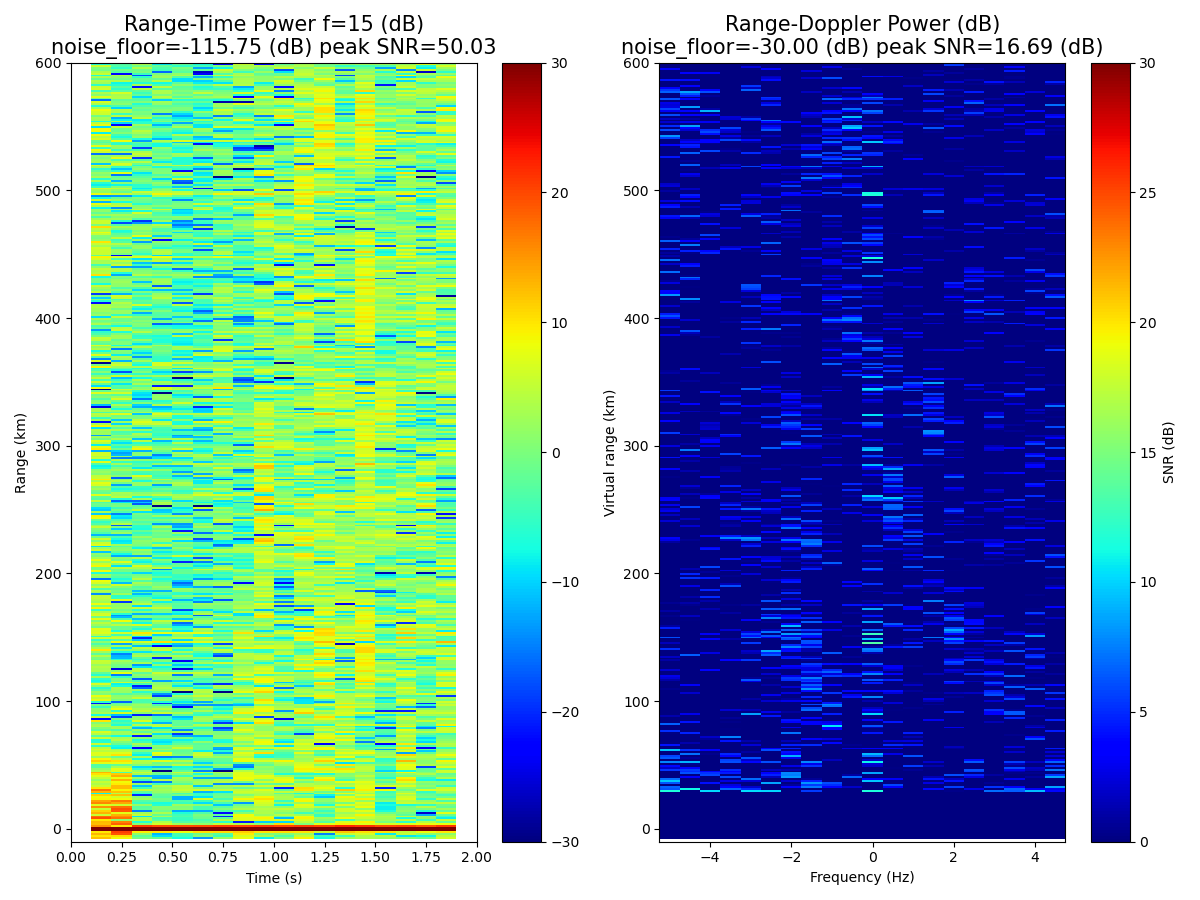 Range-Time Power f=15 (dB)
noise_floor=-115.75 (dB) peak SNR=50.03
600
500
400
300
200
100
0
Range (km)
0.00 0.25 0.50 0.75 1.00 1.25 1.50 1.75 2.00
Time (s)
30
20
10
0
−10
−20
−30
Range-Doppler Power (dB)
noise_floor=-30.00 (dB) peak SNR=16.69 (dB)
600
500
400
300
200
100
0
Virtual range (km)
−4 −2 0 2 4
Frequency (Hz)
30
25
20
15
10
5
0
SNR (dB)